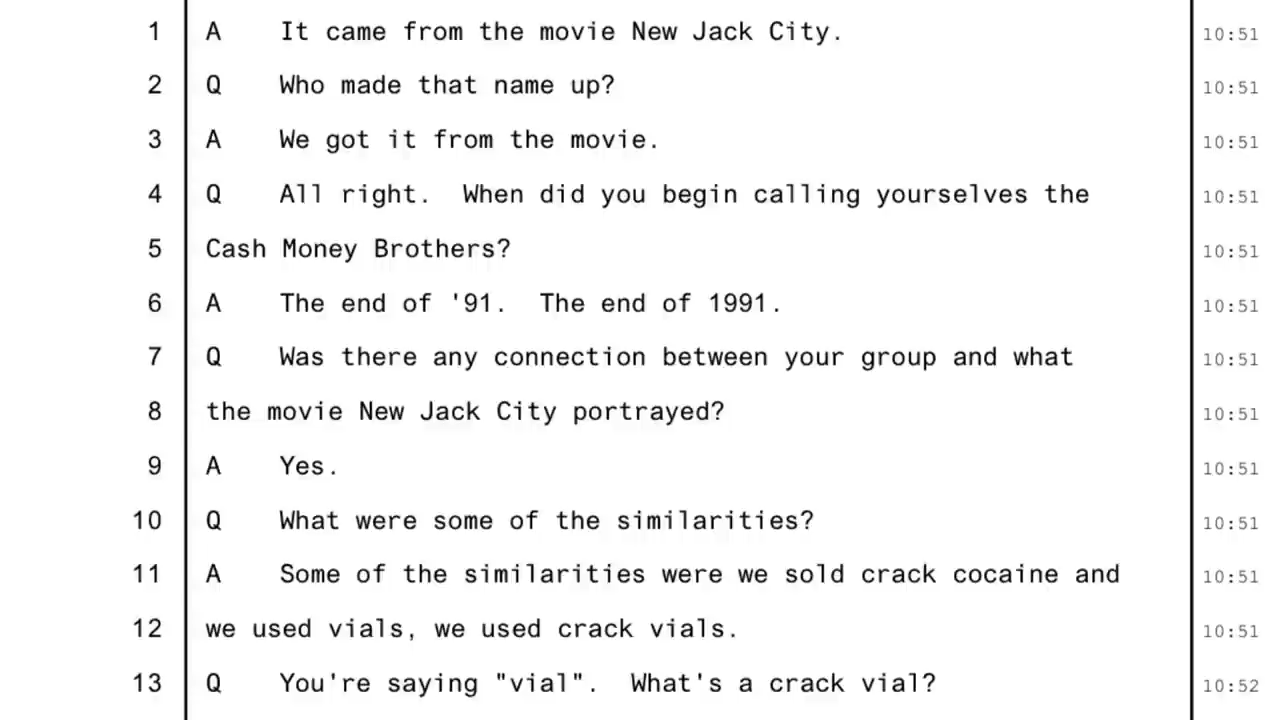 1 A It came from the movie New Jack City. 10:51
2 Q Who made that name up? 10:51
3 A We got it from the movie. 10:51
4 Q All right. When did you begin calling yourselves the 10:51
5 Cash Money Brothers? 10:51
6 A The end of '91. The end of 1991. 10:51
7 Q Was there any connection between your group and what 10:51
8 the movie New Jack City portrayed? 10:51
9 A Yes. 10:51
10 Q What were some of the similarities? 10:51
11 A Some of the similarities were we sold crack cocaine and 10:51
12 we used vials, we used crack vials. 10:51
13 Q You're saying "vial". What's a crack vial? 10:52